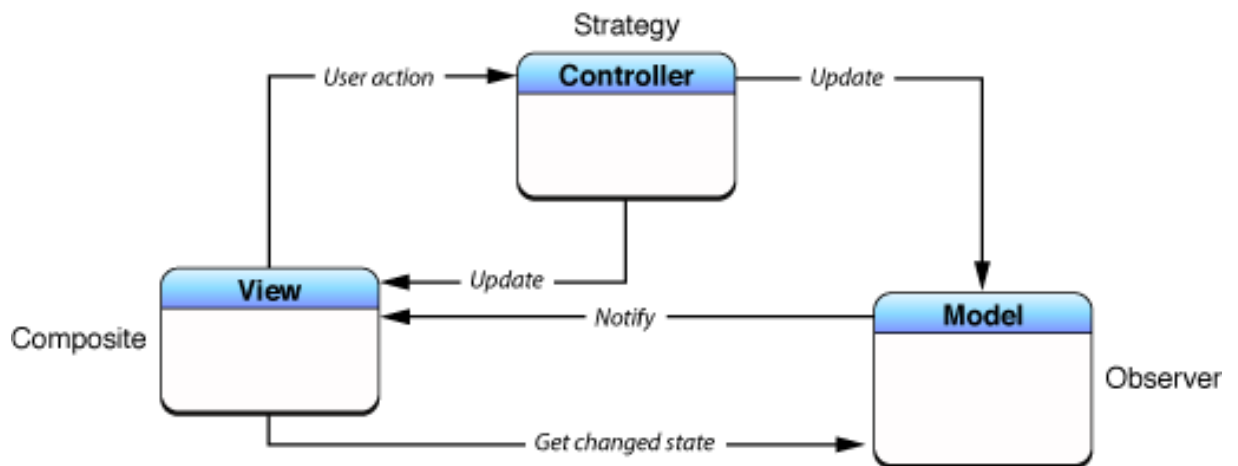 Strategy
User action
Controller
Update
Update
View
Notify
Model
Composite
Observer
Get changed state